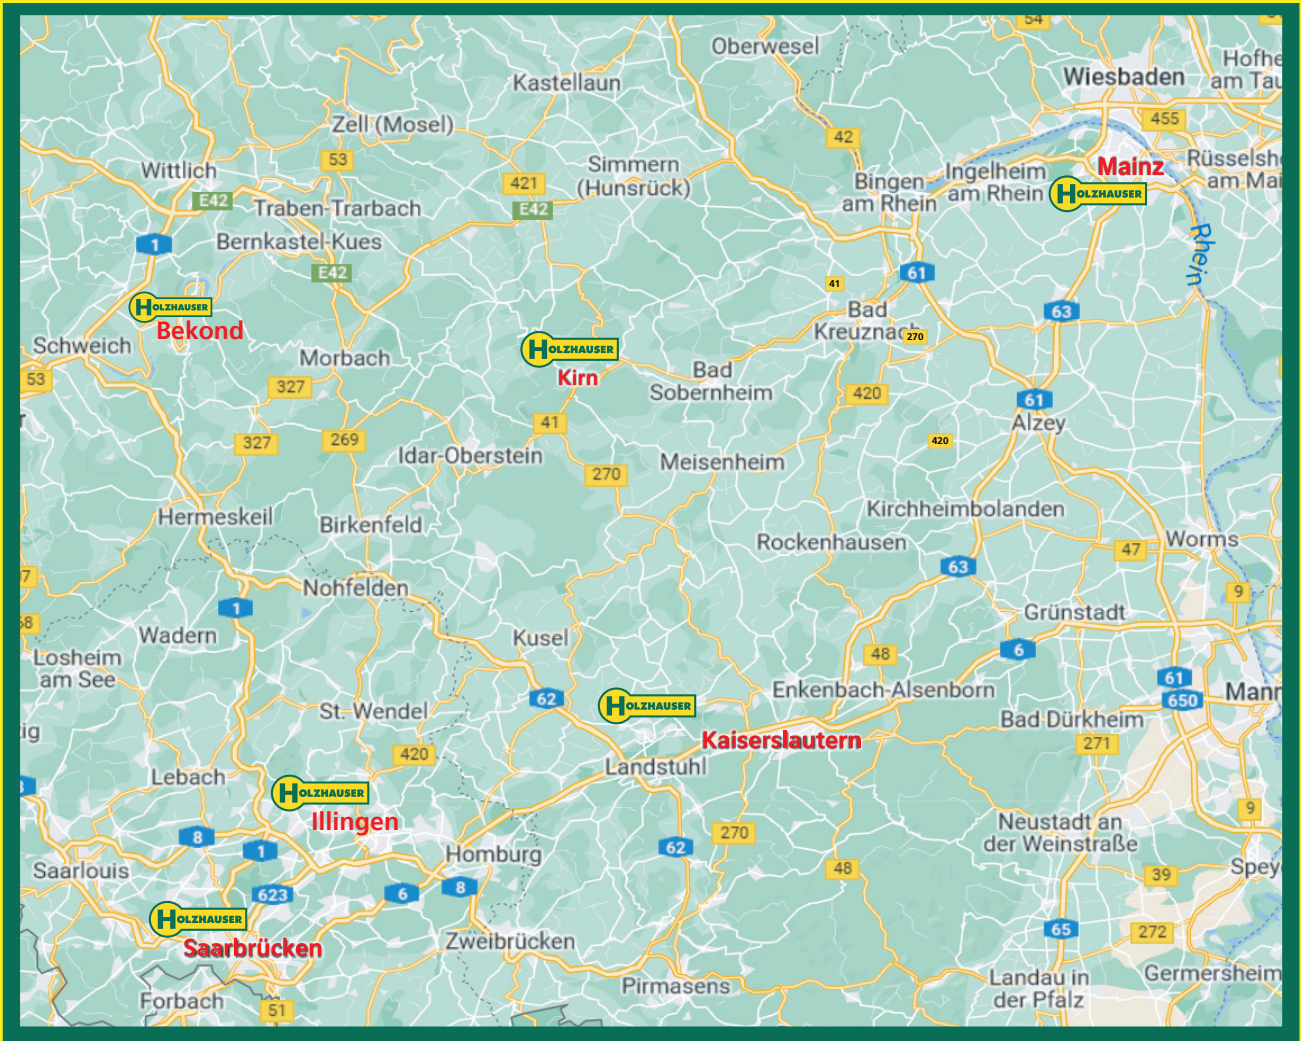 54
Oberwesel
Hofhe
am Tau
Wiesbaden
Kastellaun
455
Zell (Mosel)
42
53
Simmern
(Hunsrück)
Mainz
Rüsselsh
am Mai
Wittlich
421
Bingen
am Rhein
Ingelheim
am Rhein
HOLZHAUSER
E42
Traben-Trarbach
E42
Bernkastel-Kues
1
Rhein
E42
61
41
HOLZHAUSER
Bekond
Bad
Kreuznach
270
63
Schweich
HOLZHAUSER
Kirn
Morbach
53
327
Bad
Sobernheim
420
61
Alzey
41
327
269
420
Idar-Oberstein
Meisenheim
270
Hermeskeil
Birkenfeld
Kirchheimbolanden
Rockenhausen
Worms
47
63
7
Nohfelden
9
1
Grünstadt
68
Wadern
Kusel
48
6
Losheim
am See
61
62
Enkenbach-Alsenborn
650
Mann
HOLZHAUSER
St. Wendel
Bad Dürkheim
zig
Kaiserslautern
271
420
Landstuhl
Lebach
8
HOLZHAUSER
Illingen
9
Neustadt an
der Weinstraße
8
1
62
270
Homburg
Saarlouis
48
Spey
39
623
6
8
HOLZHAUSER
Saarbrücken
Zweibrücken
65
272
Pirmasens
Landau in
der Pfalz
Germersheim
Forbach
51